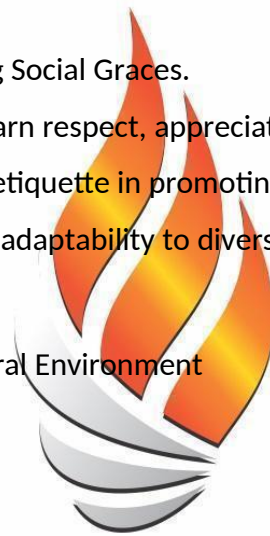 g Social Graces.
arn respect, appreciat
etiquette in promotin
adaptability to divers
ral Environment